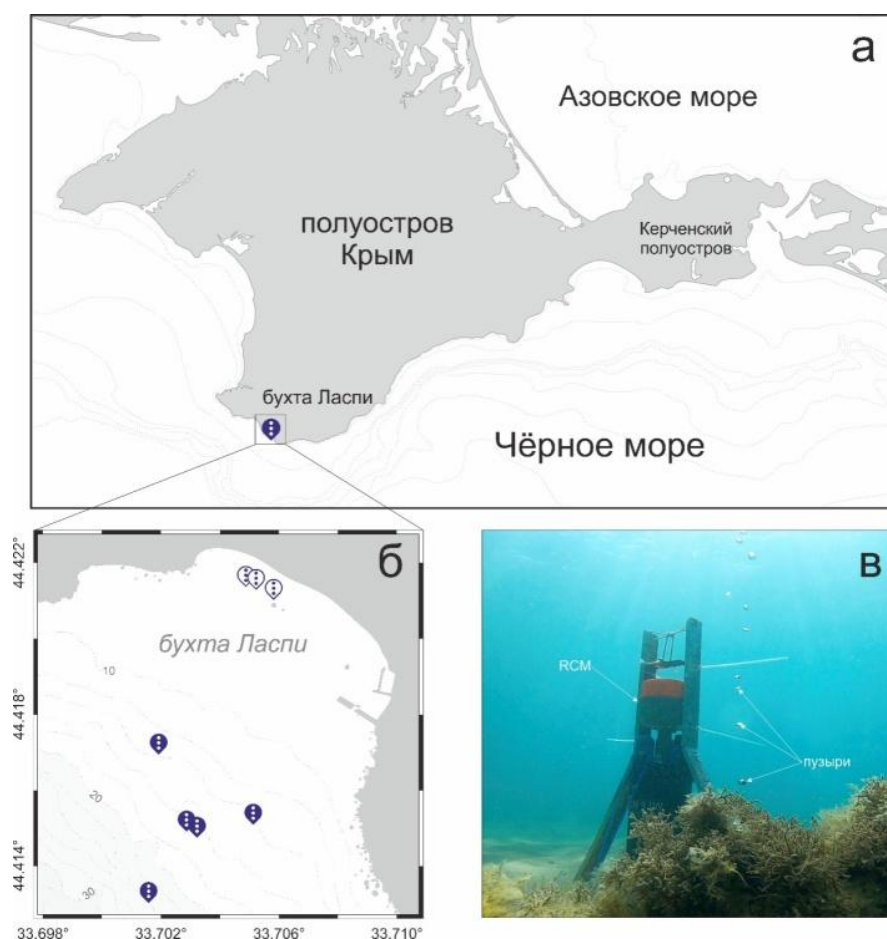 а
Азовское море
полуостров
Крым
Керченский
полуостров
бухта Ласпи
Чёрное море
б
44.422°
44.418°
44.414°
бухта Ласпи
10
20
30
33.698°
33.702°
33.706°
33.710°
в
RCM
пузыри